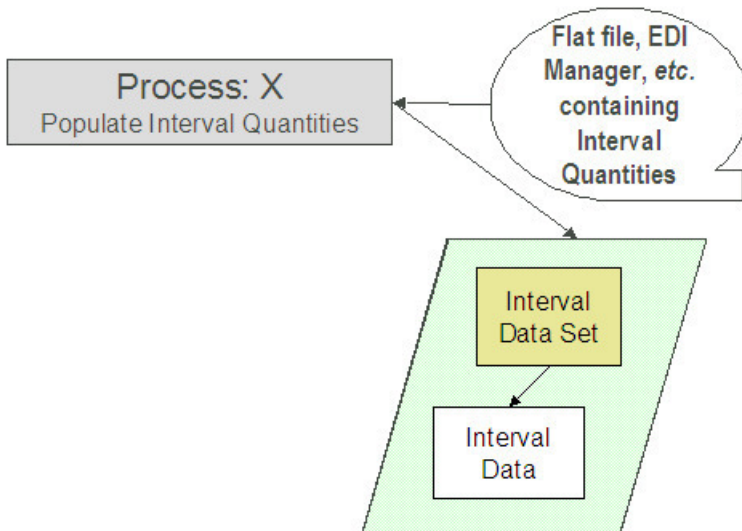 Process: X
Populate Interval Quantities
Flat file, EDI
Manager, etc.
containing
Interval
Quantities
Interval
Data Set
Interval
Data